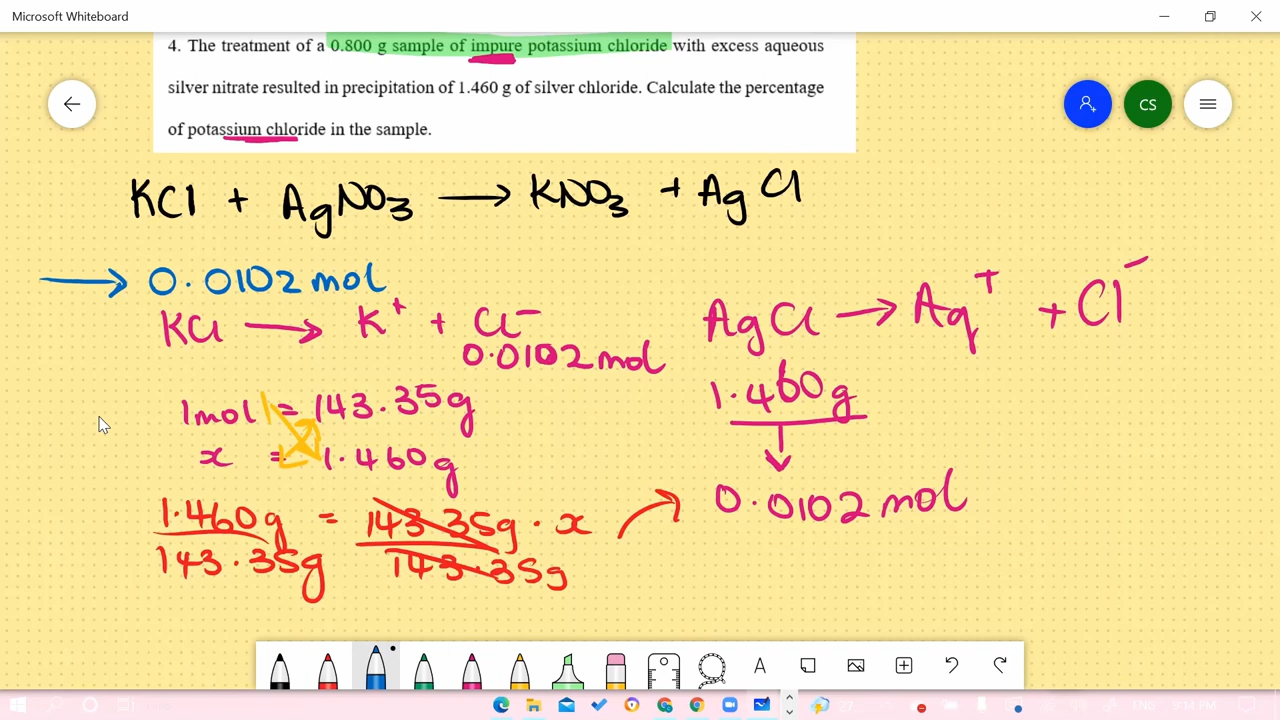 Microsoft Whiteboard
4. The treatment of a 0.800 g sample of impure potassium chloride with excess aqueous
silver nitrate resulted in precipitation of 1.460 g of silver chloride. Calculate the percentage
of potassium chloride in the sample.
CS
KCl + AgNO3 → KNO3 + AgCl
→ 0.0102 mol
KCl → K+ + Cl−
0.0102 mol
AgCl → Aq+ + Cl−
1.460g
0.0102 mol
1mol = 143.35g
x = 1.460g
1.460g = 143.35g · x
143.35g 143.35g
A
ENG